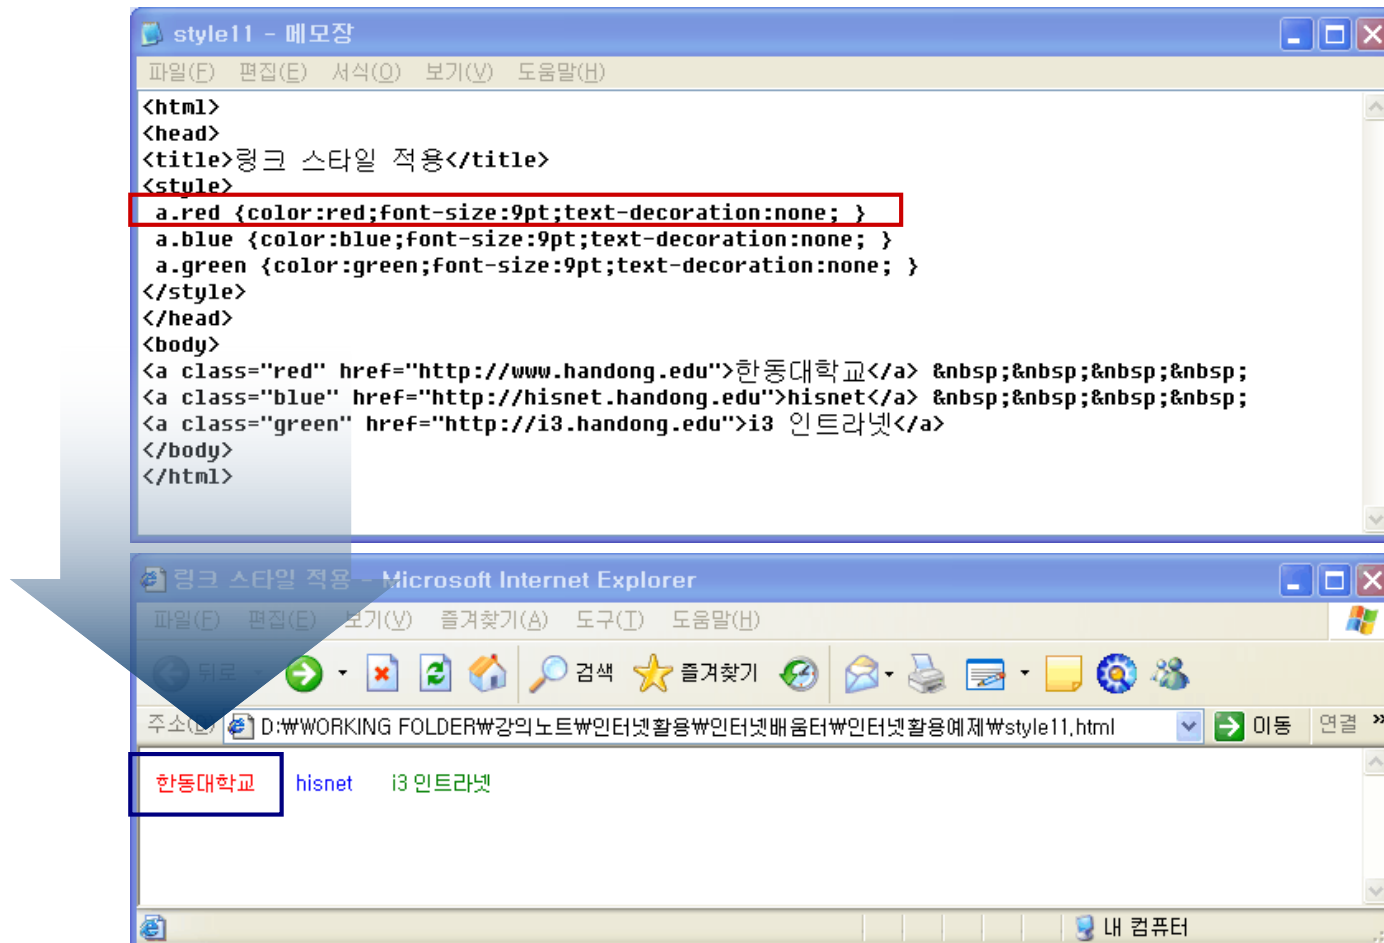 style11 - 메모장
파일(F) 편집(E) 서식(O) 보기(V) 도움말(H)
<html>
<head>
<title>링크 스타일 적용</title>
<style>
a.red {color:red;font-size:9pt;text-decoration:none; }
a.blue {color:blue;font-size:9pt;text-decoration:none; }
a.green {color:green;font-size:9pt;text-decoration:none; }
</style>
</head>
<body>
<a class="red" href="http://www.handong.edu">한동대학교</a> &nbsp;&nbsp;&nbsp;&nbsp;
<a class="blue" href="http://hisnet.handong.edu">hisnet</a> &nbsp;&nbsp;&nbsp;&nbsp;
<a class="green" href="http://i3.handong.edu">i3 인트라넷</a>
</body>
</html>
링크 스타일 적용 - Microsoft Internet Explorer
파일(F) 편집(E) 보기(V) 즐겨찾기(A) 도구(T) 도움말(H)
뒤로 검색 즐겨찾기
주소(D) D:₩WORKING FOLDER₩강의노트₩인터넷활용₩인터넷배움터₩인터넷활용예제₩style11.html 이동 연결 »
한동대학교 hisnet i3 인트라넷
내 컴퓨터